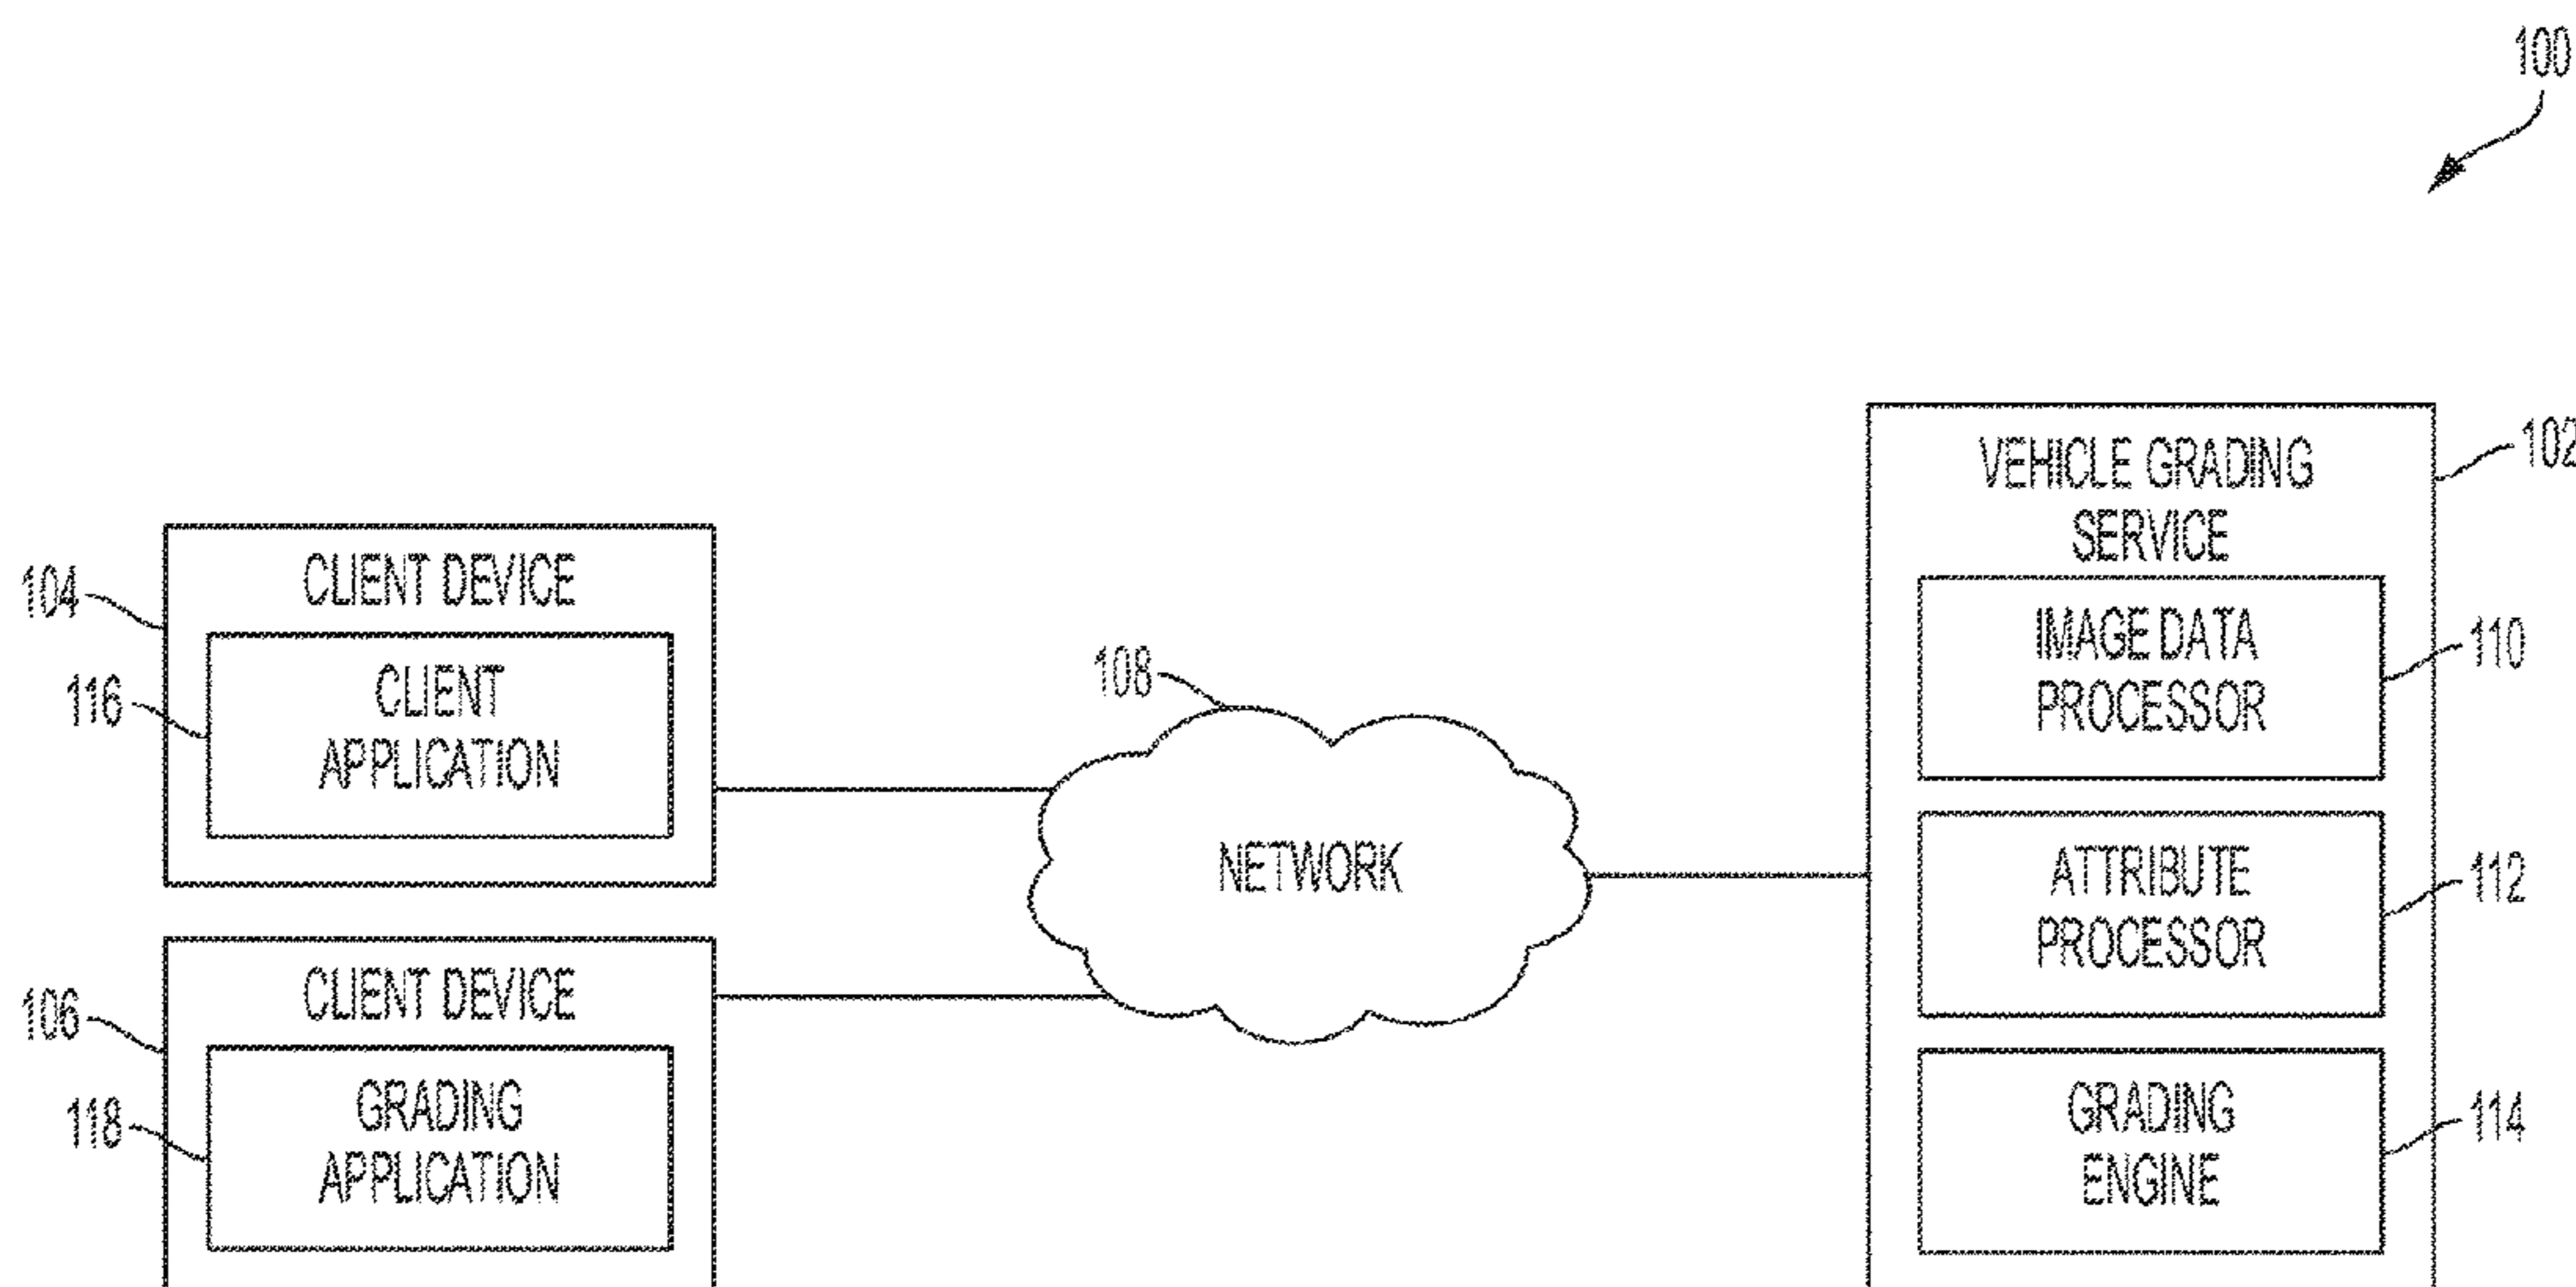 100
VEHICLE GRADING
SERVICE
102
IMAGE DATA
PROCESSOR
110
ATTRIBUTE
PROCESSOR
112
GRADING
ENGINE
114
CLIENT DEVICE
104
CLIENT
APPLICATION
116
108
NETWORK
CLIENT DEVICE
106
GRADING
APPLICATION
118